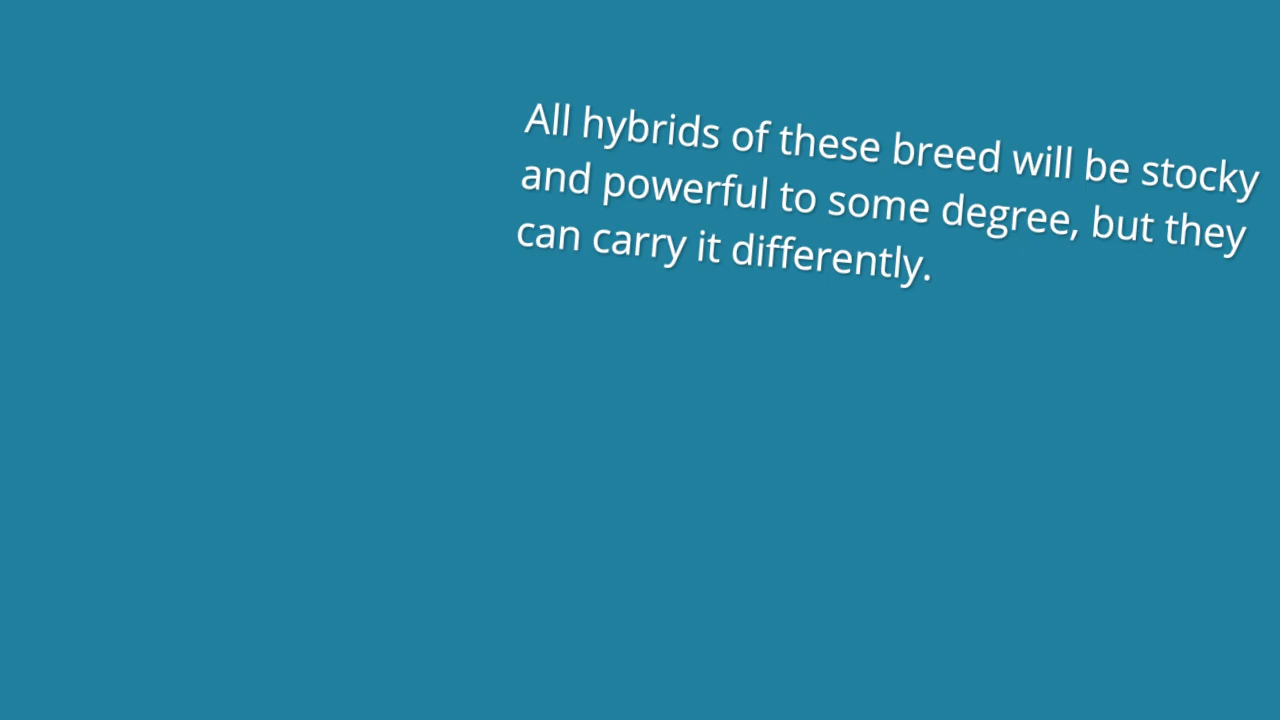 All hybrids of these breed will be stocky
and powerful to some degree, but they
can carry it differently.